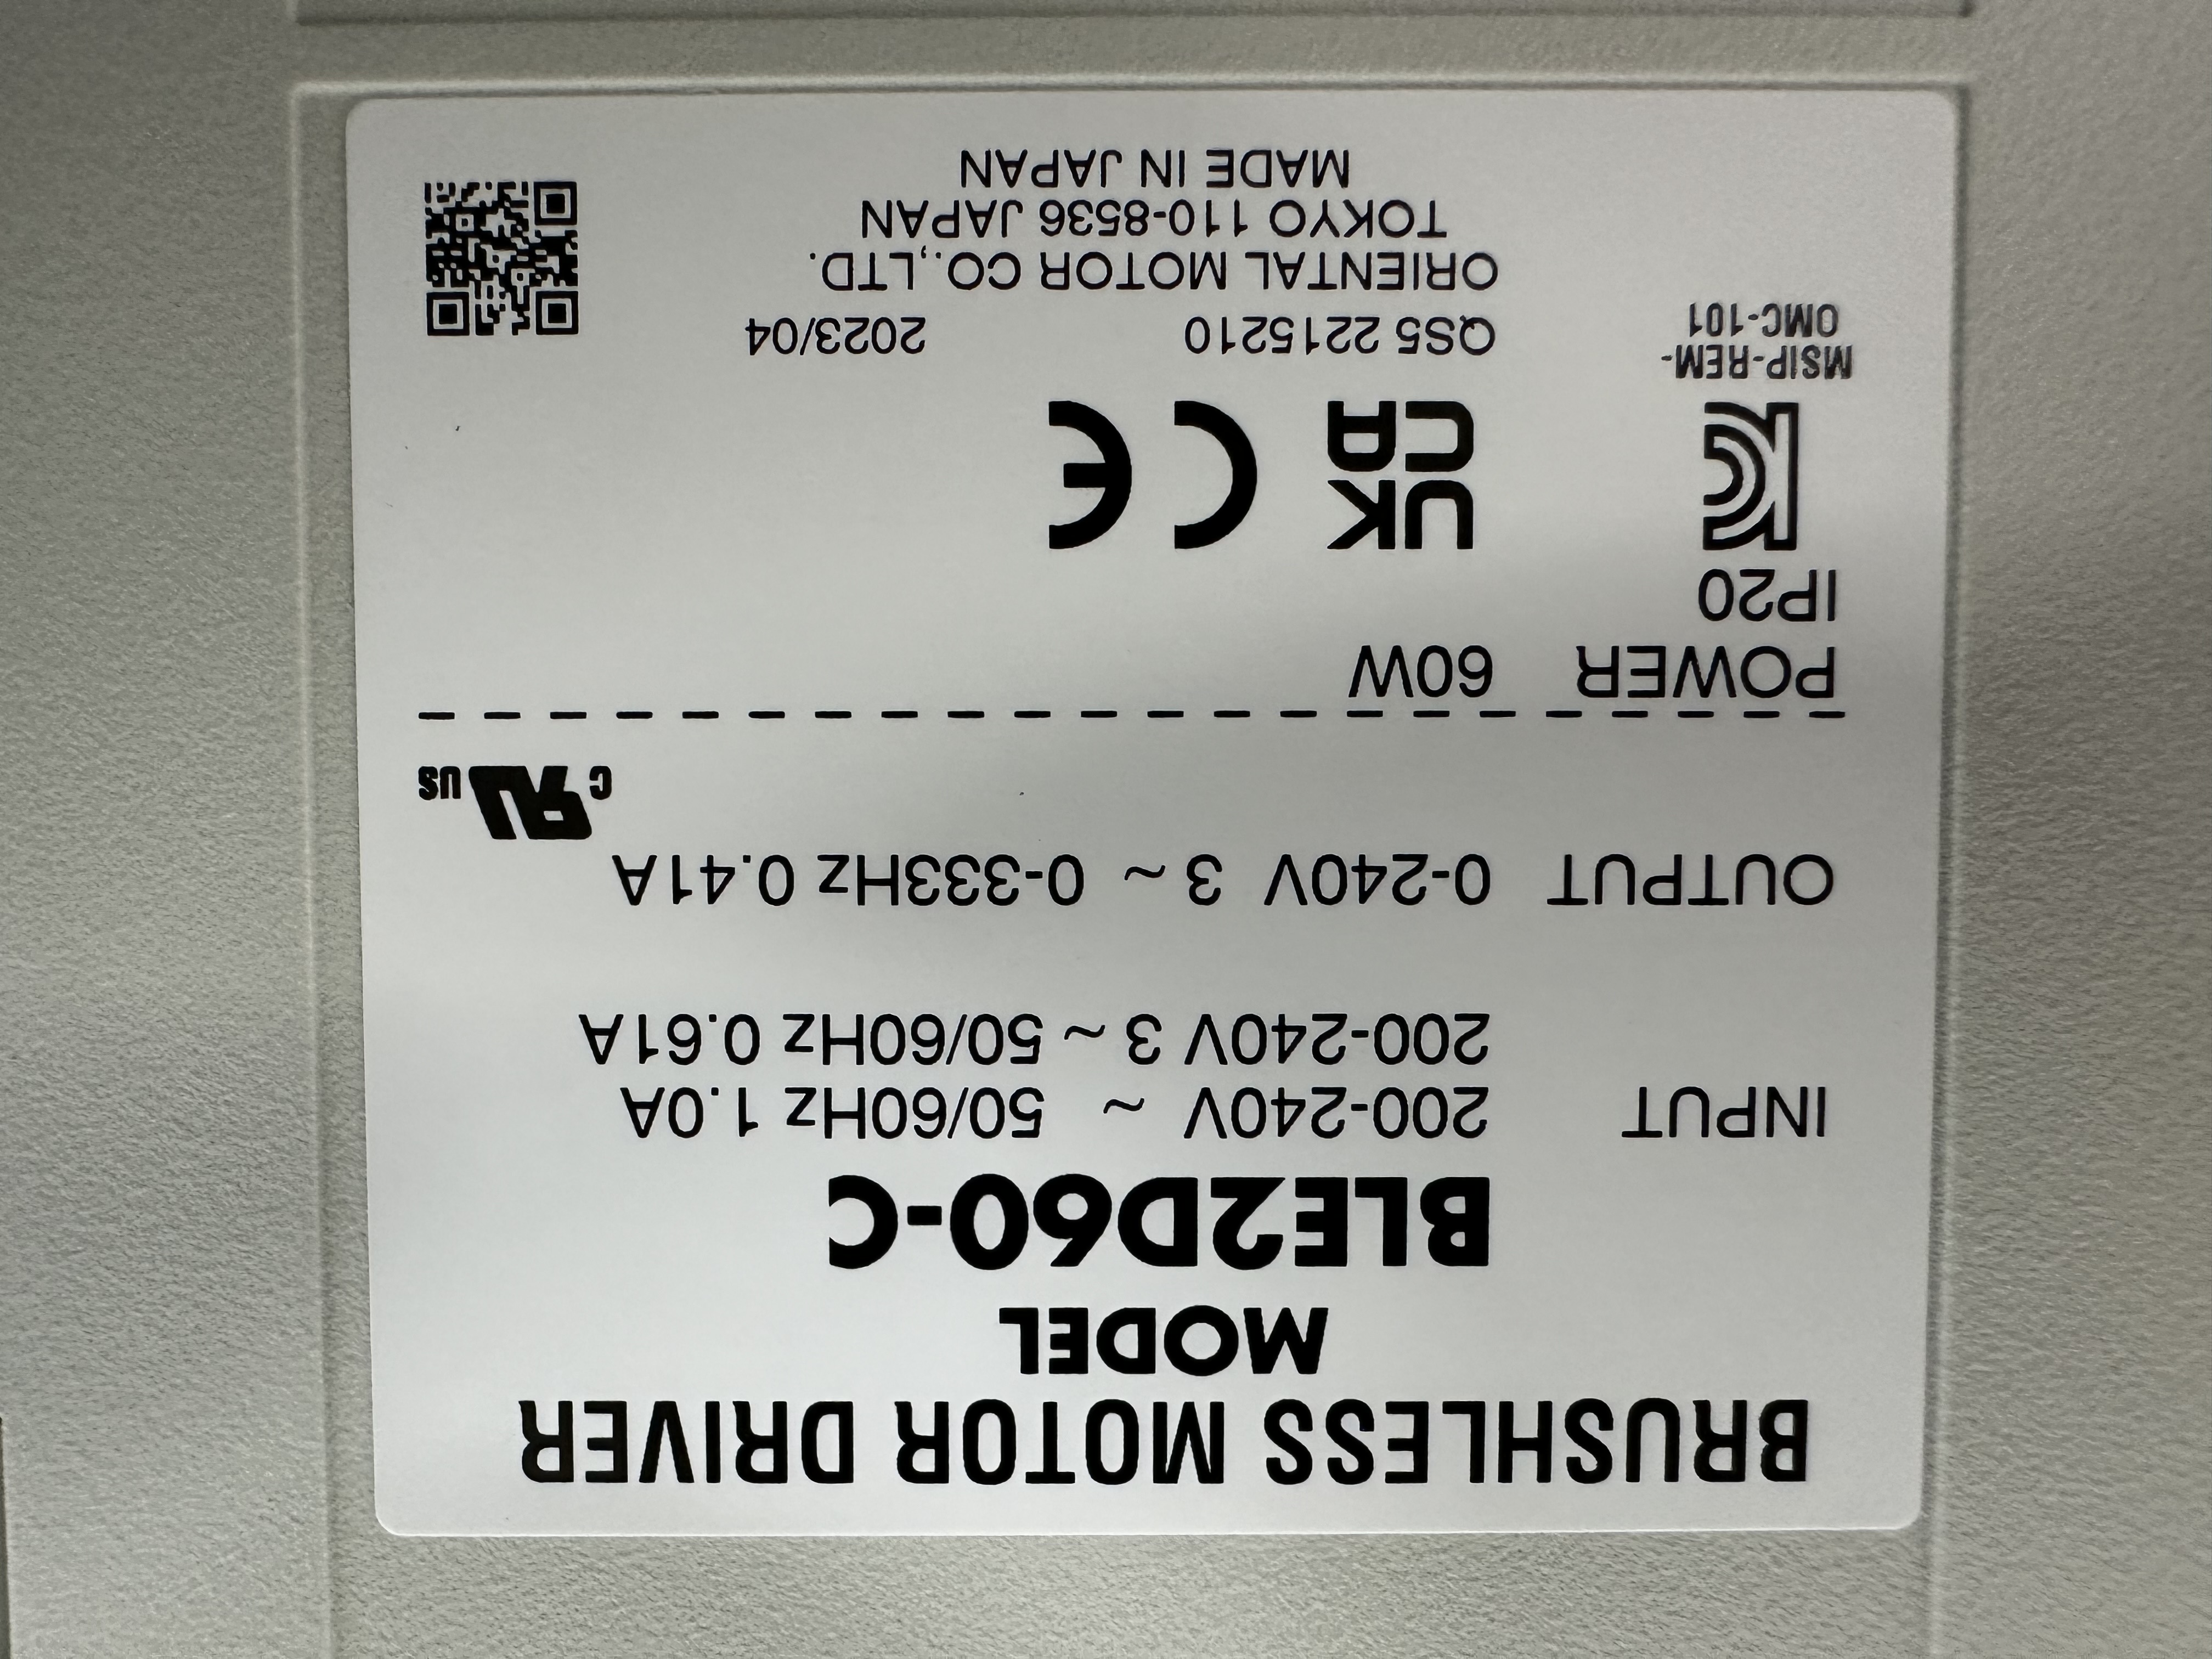 BRUSHLESS MOTOR DRIVER
MODEL
BLE2D60-C
INPUT 200-240V ~ 50/60Hz 1.0A
200-240V 3~ 50/60Hz 0.61A
OUTPUT 0-240V 3~ 0-333Hz 0.41A
c RU US
POWER 60W
IP20
KC UK CA CE
MSIP-REM-
OMC-101
QS5 2215210 2023/04
ORIENTAL MOTOR CO.,LTD.
TOKYO 110-8536 JAPAN
MADE IN JAPAN